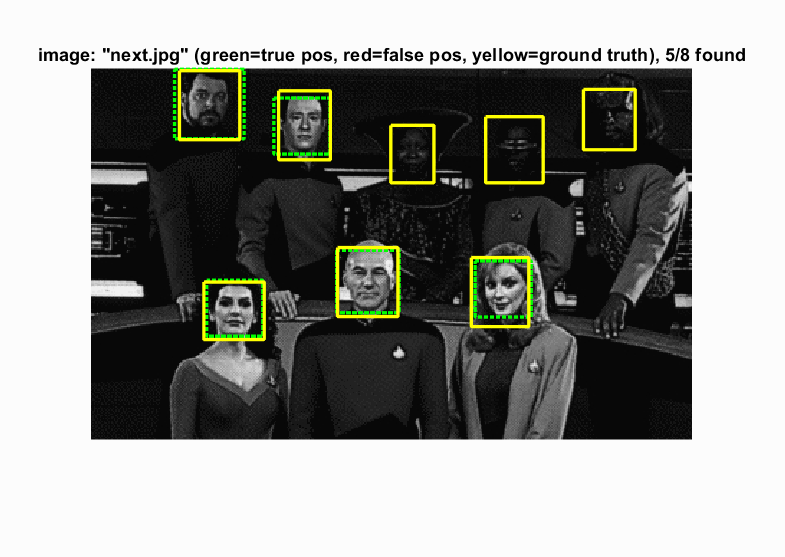 image: "next.jpg" (green=true pos, red=false pos, yellow=ground truth), 5/8 found